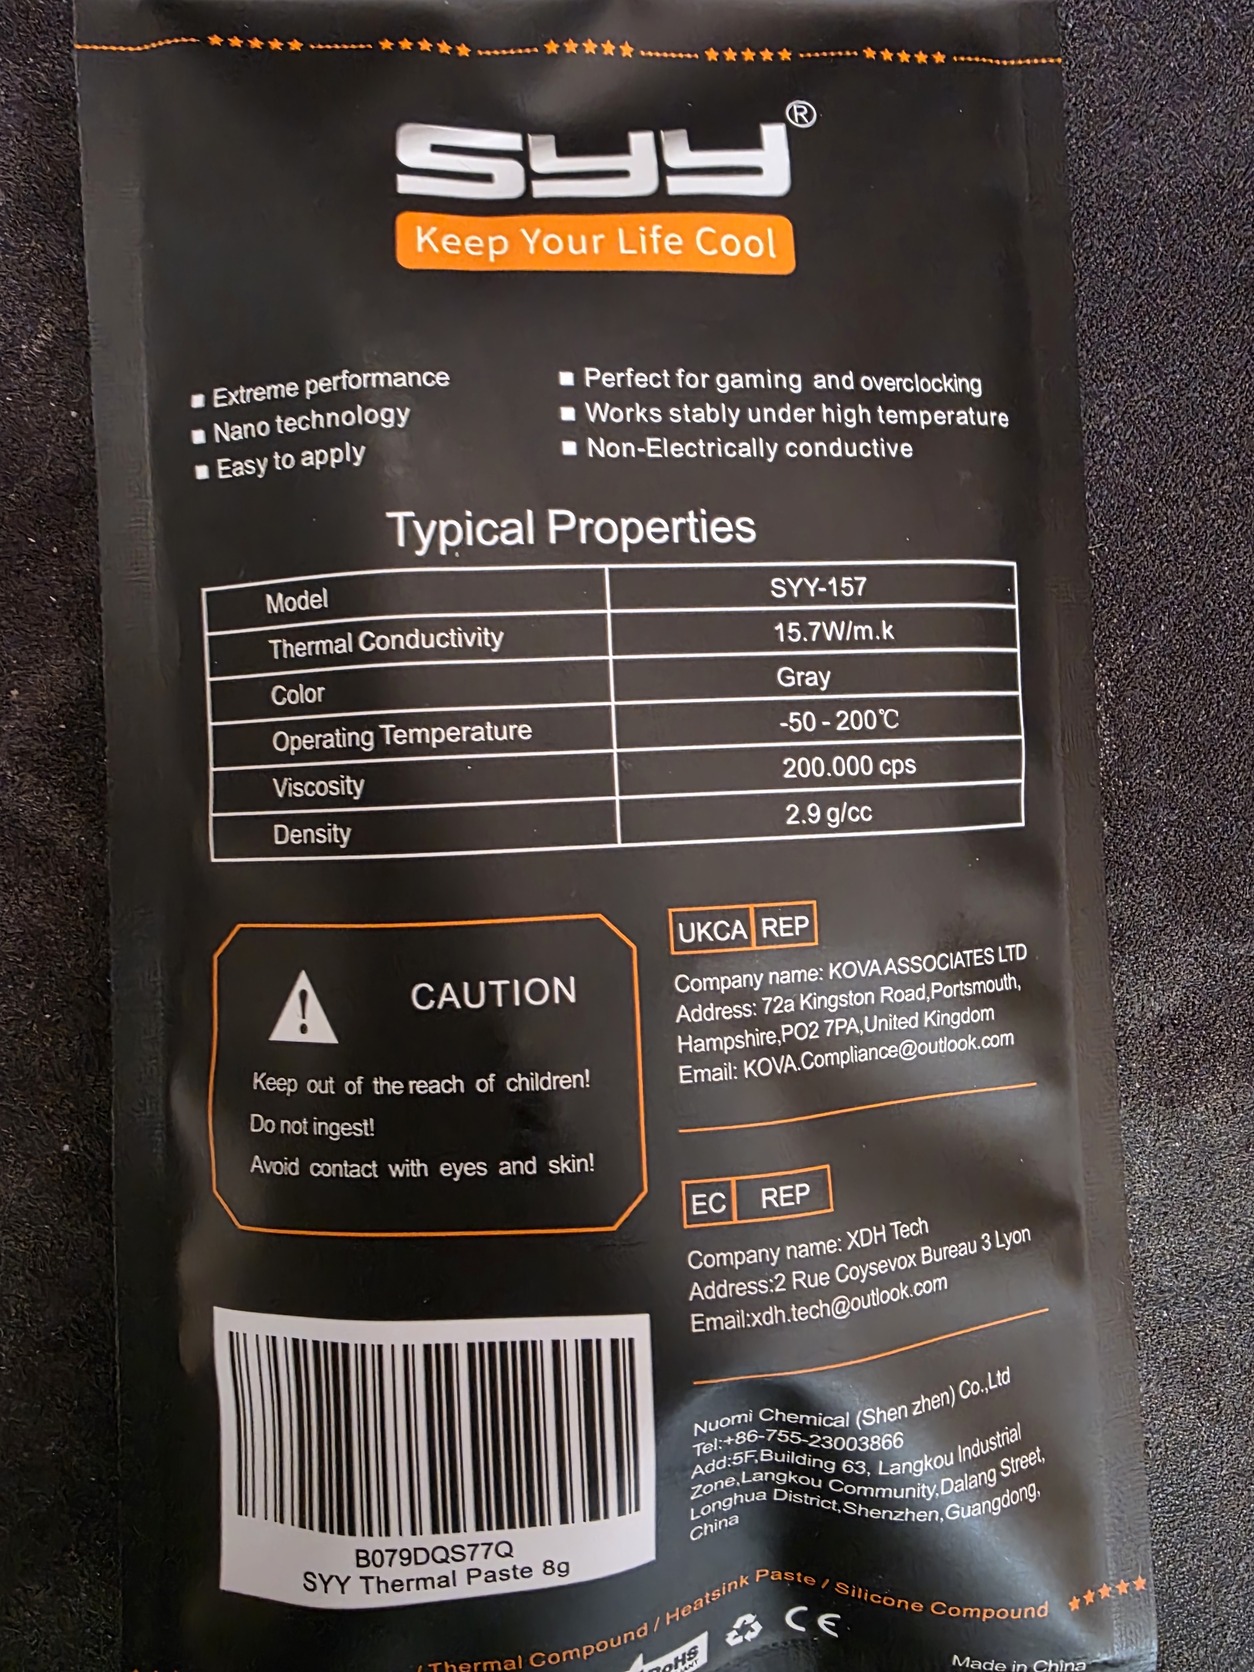 SYY®
Keep Your Life Cool
■ Extreme performance
■ Nano technology
■ Easy to apply
■ Perfect for gaming and overclocking
■ Works stably under high temperature
■ Non-Electrically conductive
Typical Properties
Model SYY-157
Thermal Conductivity 15.7W/m.k
Color Gray
Operating Temperature -50 - 200℃
Viscosity 200.000 cps
Density 2.9 g/cc
CAUTION
Keep out of the reach of children!
Do not ingest!
Avoid contact with eyes and skin!
UKCA REP
Company name: KOVA ASSOCIATES LTD
Address: 72a Kingston Road,Portsmouth,
Hampshire,PO2 7PA,United Kingdom
Email: KOVA.Compliance@outlook.com
EC REP
Company name: XDH Tech
Address:2 Rue Coysevox Bureau 3 Lyon
Email:xdh.tech@outlook.com
Nuomi Chemical (Shen zhen) Co.,Ltd
Tel:+86-755-23003866
Add:5F,Building 63, Langkou Industrial
Zone,Langkou Community,Dalang Street,
Longhua District,Shenzhen,Guangdong,
China
B079DQS77Q
SYY Thermal Paste 8g
/ Thermal Compound / Heatsink Paste / Silicone Compound
RoHS
CE
Made in China